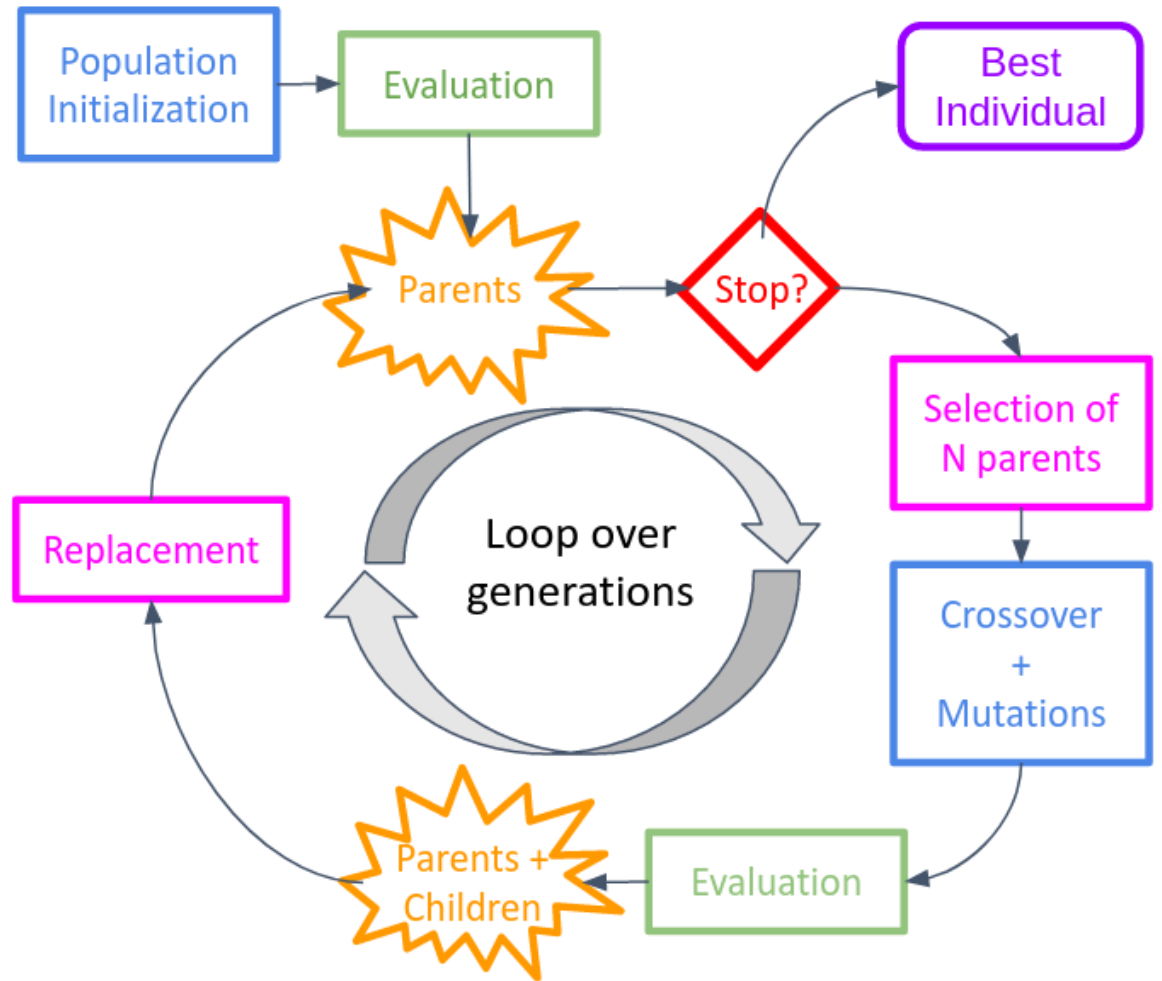 Population
Initialization
Evaluation
Best
Individual
Parents
Stop?
Selection of
N parents
Replacement
Loop over
generations
Crossover
+
Mutations
Parents +
Children
Evaluation